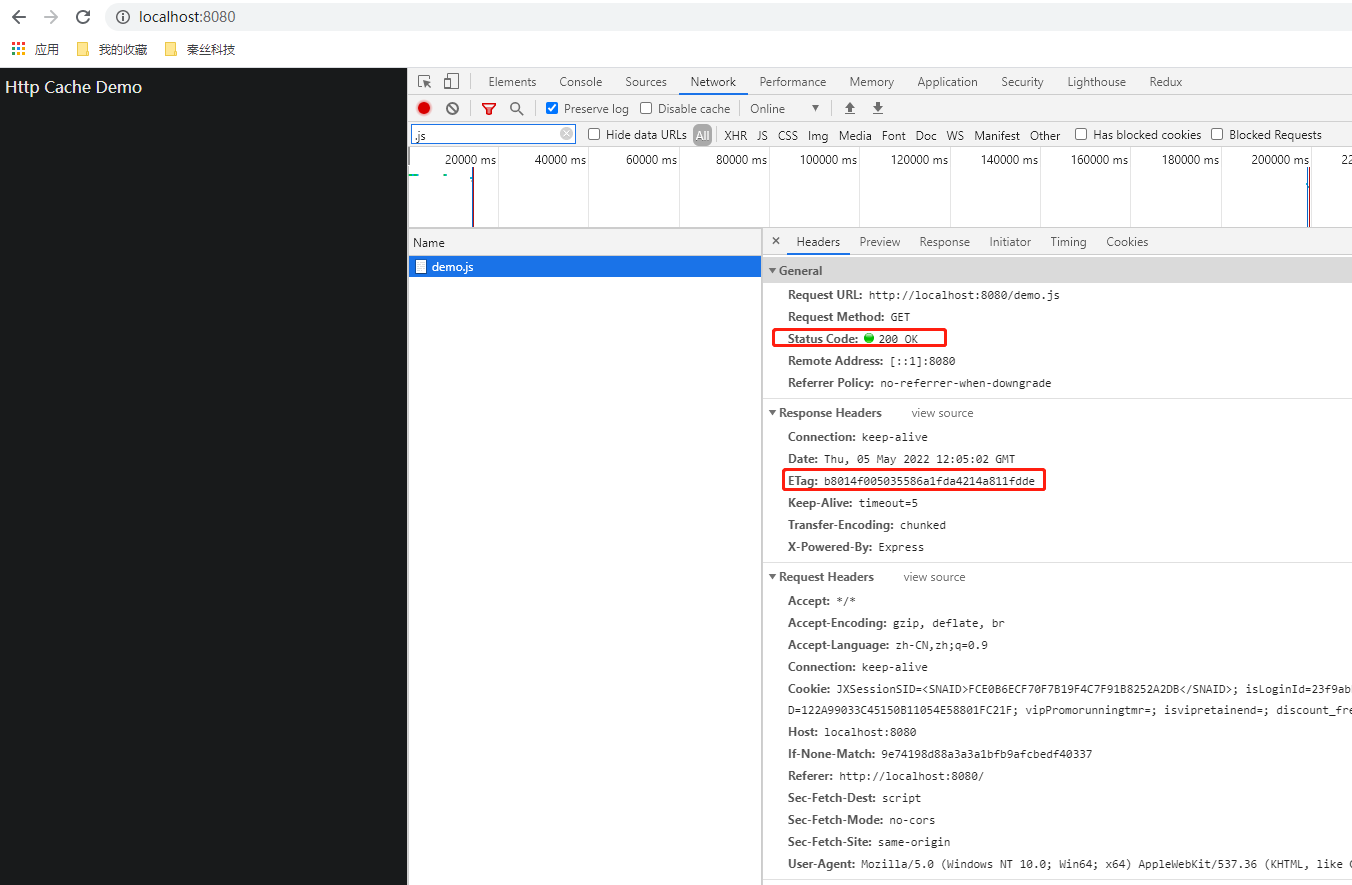 localhost:8080
应用 我的收藏 秦丝科技
Http Cache Demo
Elements Console Sources Network Performance Memory Application Security Lighthouse Redux
Preserve log Disable cache Online
.js Hide data URLs All XHR JS CSS Img Media Font Doc WS Manifest Other Has blocked cookies Blocked Requests
20000 ms 40000 ms 60000 ms 80000 ms 100000 ms 120000 ms 140000 ms 160000 ms 180000 ms 200000 ms 22
Name
demo.js
× Headers Preview Response Initiator Timing Cookies
General
Request URL: http://localhost:8080/demo.js
Request Method: GET
Status Code: 200 OK
Remote Address: [::1]:8080
Referrer Policy: no-referrer-when-downgrade
Response Headers view source
Connection: keep-alive
Date: Thu, 05 May 2022 12:05:02 GMT
ETag: b8014f005035586a1fda4214a811fdde
Keep-Alive: timeout=5
Transfer-Encoding: chunked
X-Powered-By: Express
Request Headers view source
Accept: */*
Accept-Encoding: gzip, deflate, br
Accept-Language: zh-CN,zh;q=0.9
Connection: keep-alive
Cookie: JXSessionSID=<SNAID>FCE0B6ECF70F7B19F4C7F91B8252A2DB</SNAID>; isLoginId=23f9ab
D=122A99033C45150B11054E58801FC21F; vipPromorunningtmr=; isvipretainend=; discount_fre
Host: localhost:8080
If-None-Match: 9e74198d88a3a3a1bfb9afcbedf40337
Referer: http://localhost:8080/
Sec-Fetch-Dest: script
Sec-Fetch-Mode: no-cors
Sec-Fetch-Site: same-origin
User-Agent: Mozilla/5.0 (Windows NT 10.0; Win64; x64) AppleWebKit/537.36 (KHTML, like